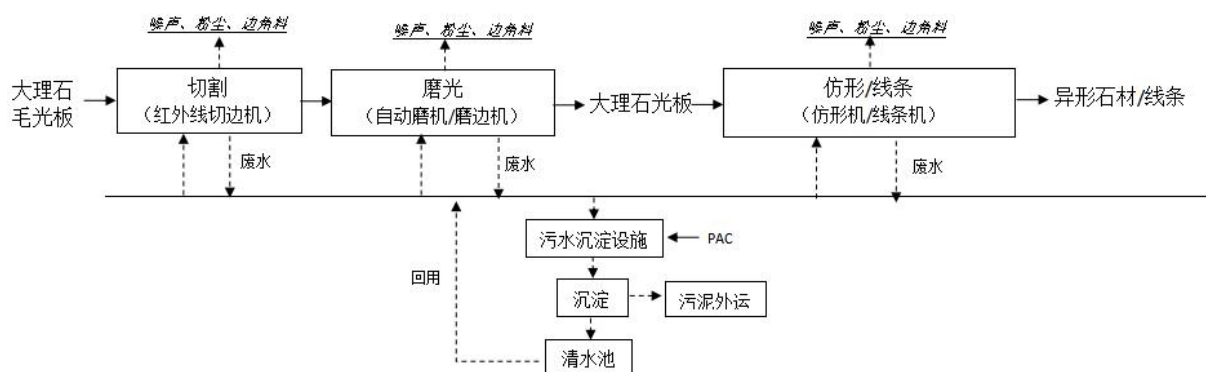 噪声、粉尘、边角料
噪声、粉尘、边角料
噪声、粉尘、边角料
大理石
毛光板
切割
（红外线切边机）
磨光
（自动磨机/磨边机）
大理石光板
仿形/线条
（仿形机/线条机）
异形石材/线条
废水
废水
废水
污水沉淀设施
PAC
回用
沉淀
污泥外运
清水池